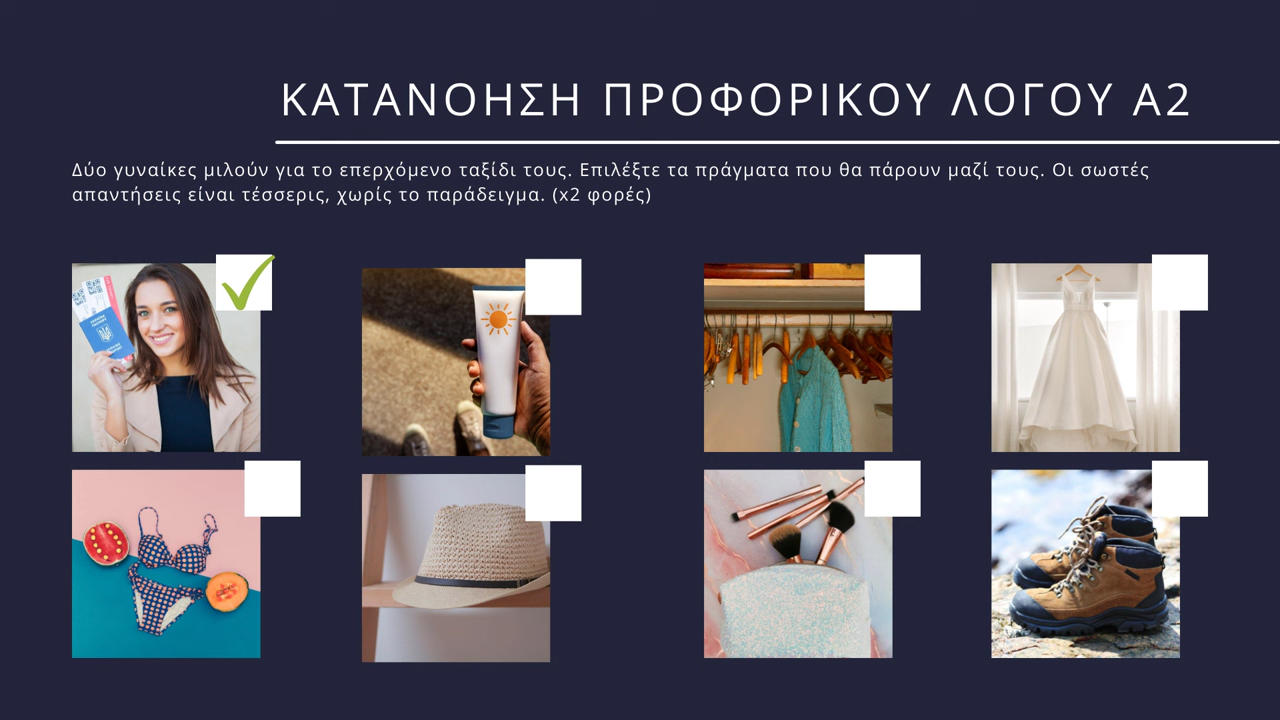 ΚΑΤΑΝΟΗΣΗ ΠΡΟΦΟΡΙΚΟΥ ΛΟΓΟΥ Α2
Δύο γυναίκες μιλούν για το επερχόμενο ταξίδι τους. Επιλέξτε τα πράγματα που θα πάρουν μαζί τους. Οι σωστές
απαντήσεις είναι τέσσερις, χωρίς το παράδειγμα. (x2 φορές)